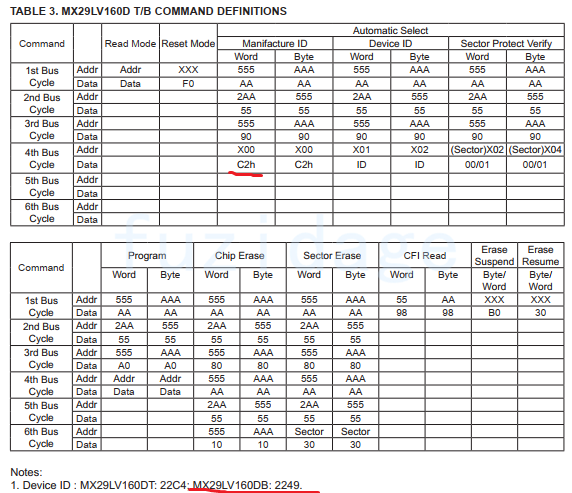 TABLE 3. MX29LV160D T/B COMMAND DEFINITIONS
Command Read Mode Reset Mode Automatic Select
Manifacture ID Device ID Sector Protect Verify
Word Byte Word Byte Word Byte
1st Bus Cycle Addr Addr XXX 555 AAA 555 AAA 555 AAA
Data Data F0 AA AA AA AA AA AA
2nd Bus Cycle Addr 2AA 555 2AA 555 2AA 555
Data 55 55 55 55 55 55
3rd Bus Cycle Addr 555 AAA 555 AAA 555 AAA
Data 90 90 90 90 90 90
4th Bus Cycle Addr X00 X00 X01 X02 (Sector)X02 (Sector)X04
Data C2h C2h ID ID 00/01 00/01
5th Bus Cycle Addr
Data
6th Bus Cycle Addr
Data
fuzidage
Command Program Chip Erase Sector Erase CFI Read Erase Suspend Erase Resume
Word Byte Word Byte Word Byte Word Byte Byte/Word Byte/Word
1st Bus Cycle Addr 555 AAA 555 AAA 555 AAA 55 AA XXX XXX
Data AA AA AA AA AA AA 98 98 B0 30
2nd Bus Cycle Addr 2AA 555 2AA 555 2AA 555
Data 55 55 55 55 55 55
3rd Bus Cycle Addr 555 AAA 555 AAA 555 AAA
Data A0 A0 80 80 80 80
4th Bus Cycle Addr Addr Addr 555 AAA 555 AAA
Data Data Data AA AA AA AA
5th Bus Cycle Addr 2AA 555 2AA 555
Data 55 55 55 55
6th Bus Cycle Addr 555 AAA Sector Sector
Data 10 10 30 30
Notes:
1. Device ID : MX29LV160DT: 22C4; MX29LV160DB: 2249.